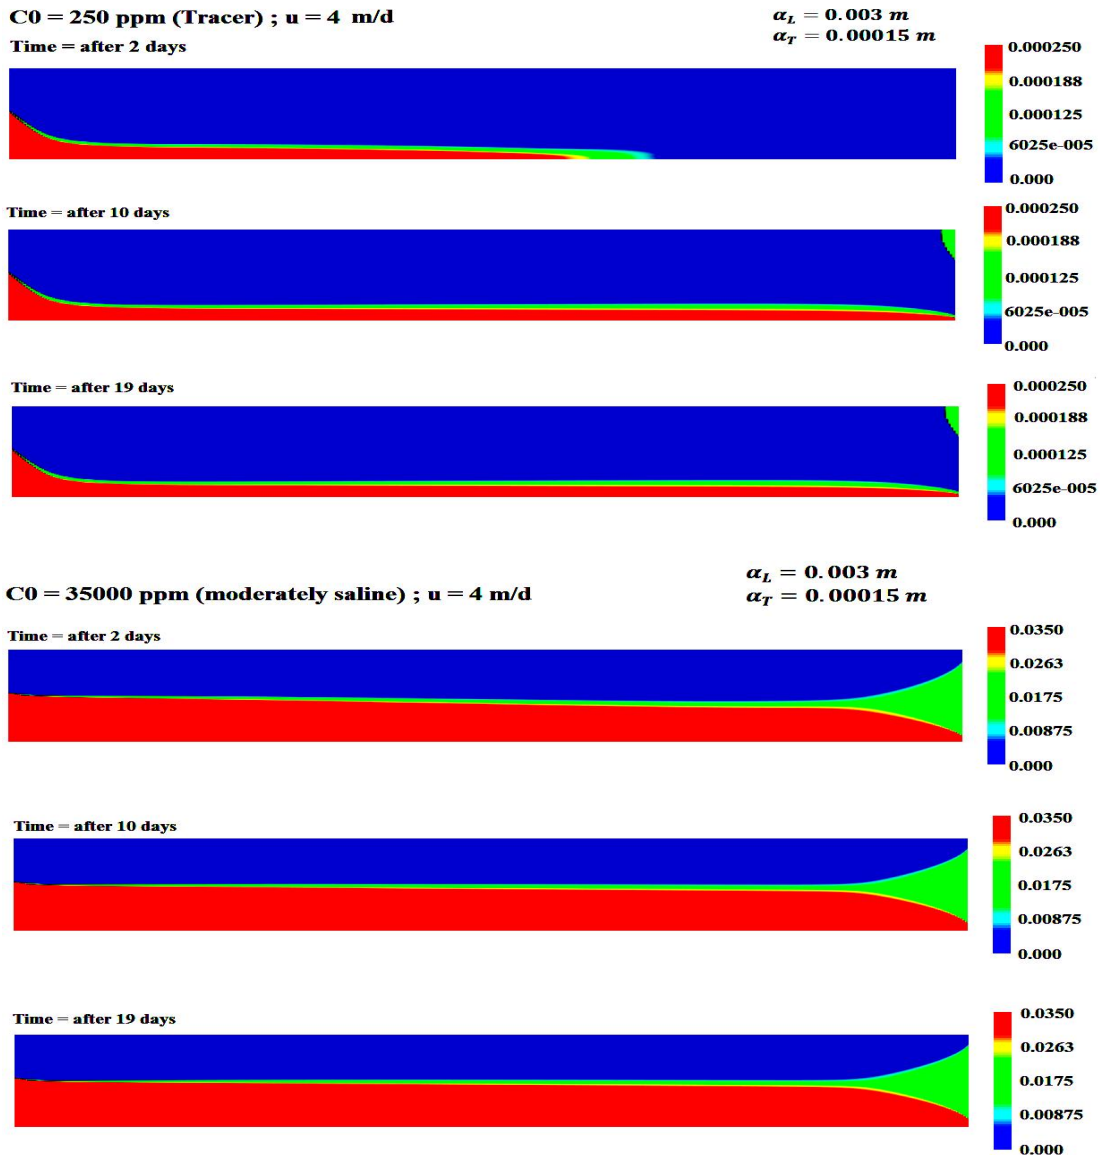 C0 = 250 ppm (Tracer) ; u = 4 m/d
α_L = 0.003 m
α_T = 0.00015 m
Time = after 2 days
0.000250
0.000188
0.000125
6025e-005
0.000
Time = after 10 days
0.000250
0.000188
0.000125
6025e-005
0.000
Time = after 19 days
0.000250
0.000188
0.000125
6025e-005
0.000
α_L = 0.003 m
α_T = 0.00015 m
C0 = 35000 ppm (moderately saline) ; u = 4 m/d
Time = after 2 days
0.0350
0.0263
0.0175
0.00875
0.000
Time = after 10 days
0.0350
0.0263
0.0175
0.00875
0.000
Time = after 19 days
0.0350
0.0263
0.0175
0.00875
0.000